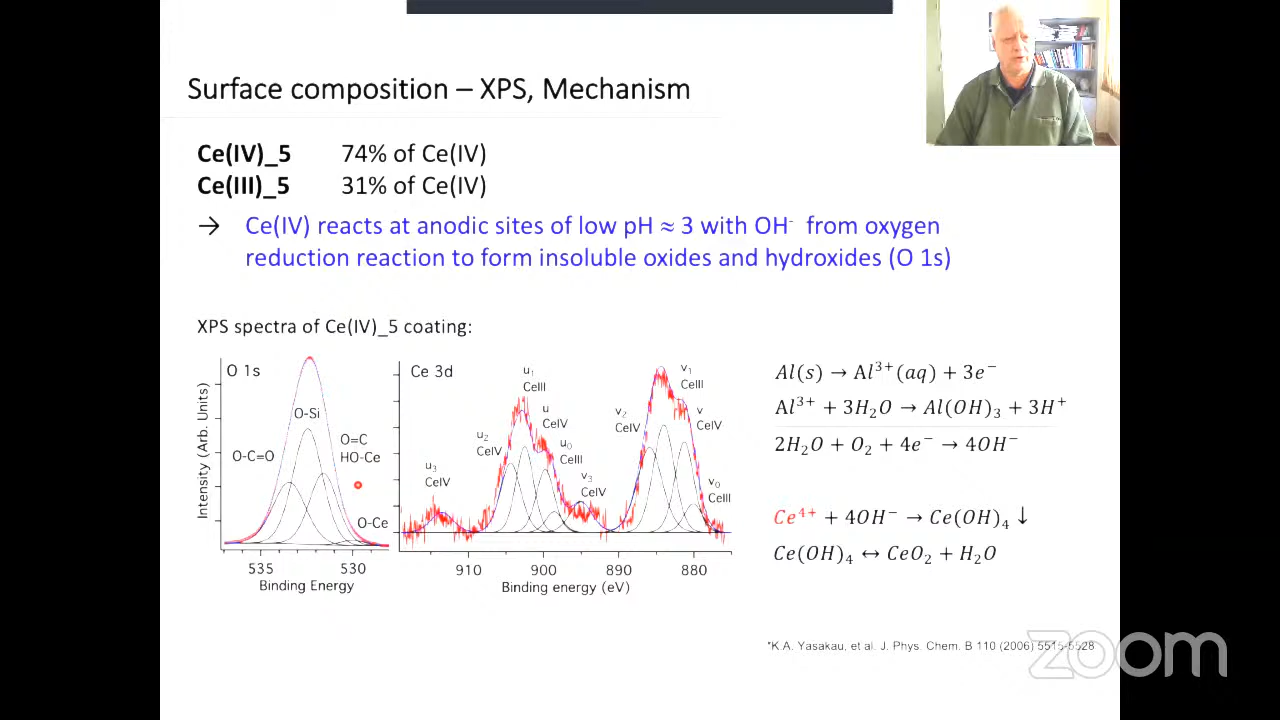 Surface composition – XPS, Mechanism
Ce(IV)_5 74% of Ce(IV)
Ce(III)_5 31% of Ce(IV)
→ Ce(IV) reacts at anodic sites of low pH ≈ 3 with OH⁻ from oxygen
reduction reaction to form insoluble oxides and hydroxides (O 1s)
XPS spectra of Ce(IV)_5 coating:
Intensity (Arb. Units)
O 1s
O-Si
O-C=O
O=C
HO-Ce
O-Ce
535 530
Binding Energy
Ce 3d
u₃
CeIV
u₂
CeIV
u₁
CeIII
u
CeIV
u₀
CeIII
v₃
CeIV
v₂
CeIV
v₁
CeIII
v
CeIV
v₀
CeIII
910 900 890 880
Binding energy (eV)
Al(s) → Al³⁺(aq) + 3e⁻
Al³⁺ + 3H₂O → Al(OH)₃ + 3H⁺
2H₂O + O₂ + 4e⁻ → 4OH⁻
Ce⁴⁺ + 4OH⁻ → Ce(OH)₄ ↓
Ce(OH)₄ ↔ CeO₂ + H₂O
*K.A. Yasakau, et al. J. Phys. Chem. B 110 (2006) 5515-5528
zoom